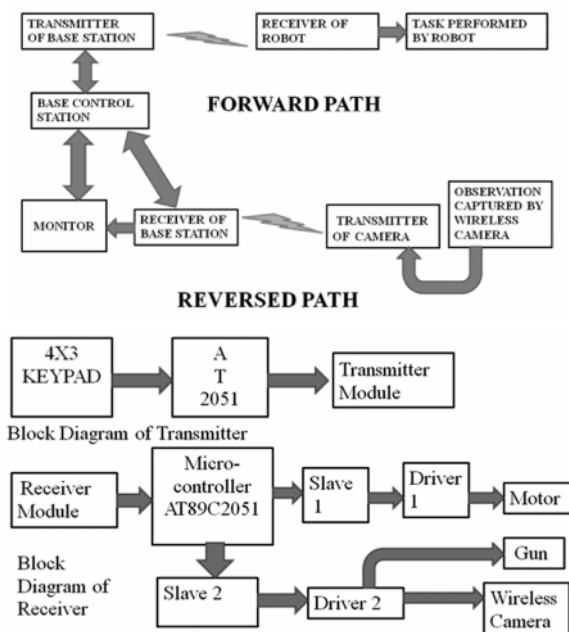 TRANSMITTER
OF BASE STATION
RECEIVER OF
ROBOT
TASK PERFORMED
BY ROBOT
BASE CONTROL
STATION
FORWARD PATH
MONITOR
RECEIVER OF
BASE STATION
TRANSMITTER
OF CAMERA
OBSERVATION
CAPTURED BY
WIRELESS
CAMERA
REVERSED PATH
4X3
KEYPAD
A
T
2051
Transmitter
Module
Block Diagram of Transmitter
Receiver
Module
Micro-
controller
AT89C2051
Slave
1
Driver
1
Motor
Block
Diagram of
Receiver
Slave 2
Driver 2
Gun
Wireless
Camera